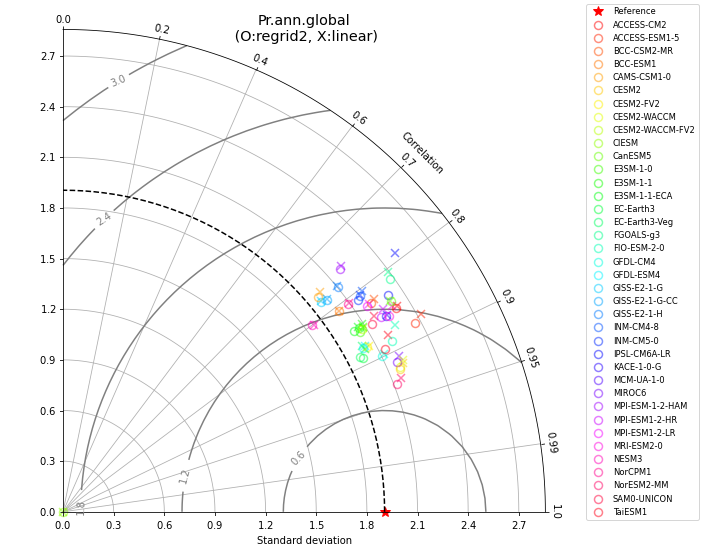 Pr.ann.global
(O:regrid2, X:linear)
0.0
0.2
0.4
0.6
Correlation
0.7
0.8
0.9
0.95
0.99
1.0
2.7
2.4
2.1
1.8
1.5
1.2
0.9
0.6
0.3
0.0
3.0
2.4
1.8
1.2
0.6
0.0 0.3 0.6 0.9 1.2 1.5 1.8 2.1 2.4 2.7
Standard deviation
Reference
ACCESS-CM2
ACCESS-ESM1-5
BCC-CSM2-MR
BCC-ESM1
CAMS-CSM1-0
CESM2
CESM2-FV2
CESM2-WACCM
CESM2-WACCM-FV2
CIESM
CanESM5
E3SM-1-0
E3SM-1-1
E3SM-1-1-ECA
EC-Earth3
EC-Earth3-Veg
FGOALS-g3
FIO-ESM-2-0
GFDL-CM4
GFDL-ESM4
GISS-E2-1-G
GISS-E2-1-G-CC
GISS-E2-1-H
INM-CM4-8
INM-CM5-0
IPSL-CM6A-LR
KACE-1-0-G
MCM-UA-1-0
MIROC6
MPI-ESM-1-2-HAM
MPI-ESM1-2-HR
MPI-ESM1-2-LR
MRI-ESM2-0
NESM3
NorCPM1
NorESM2-MM
SAM0-UNICON
TaiESM1